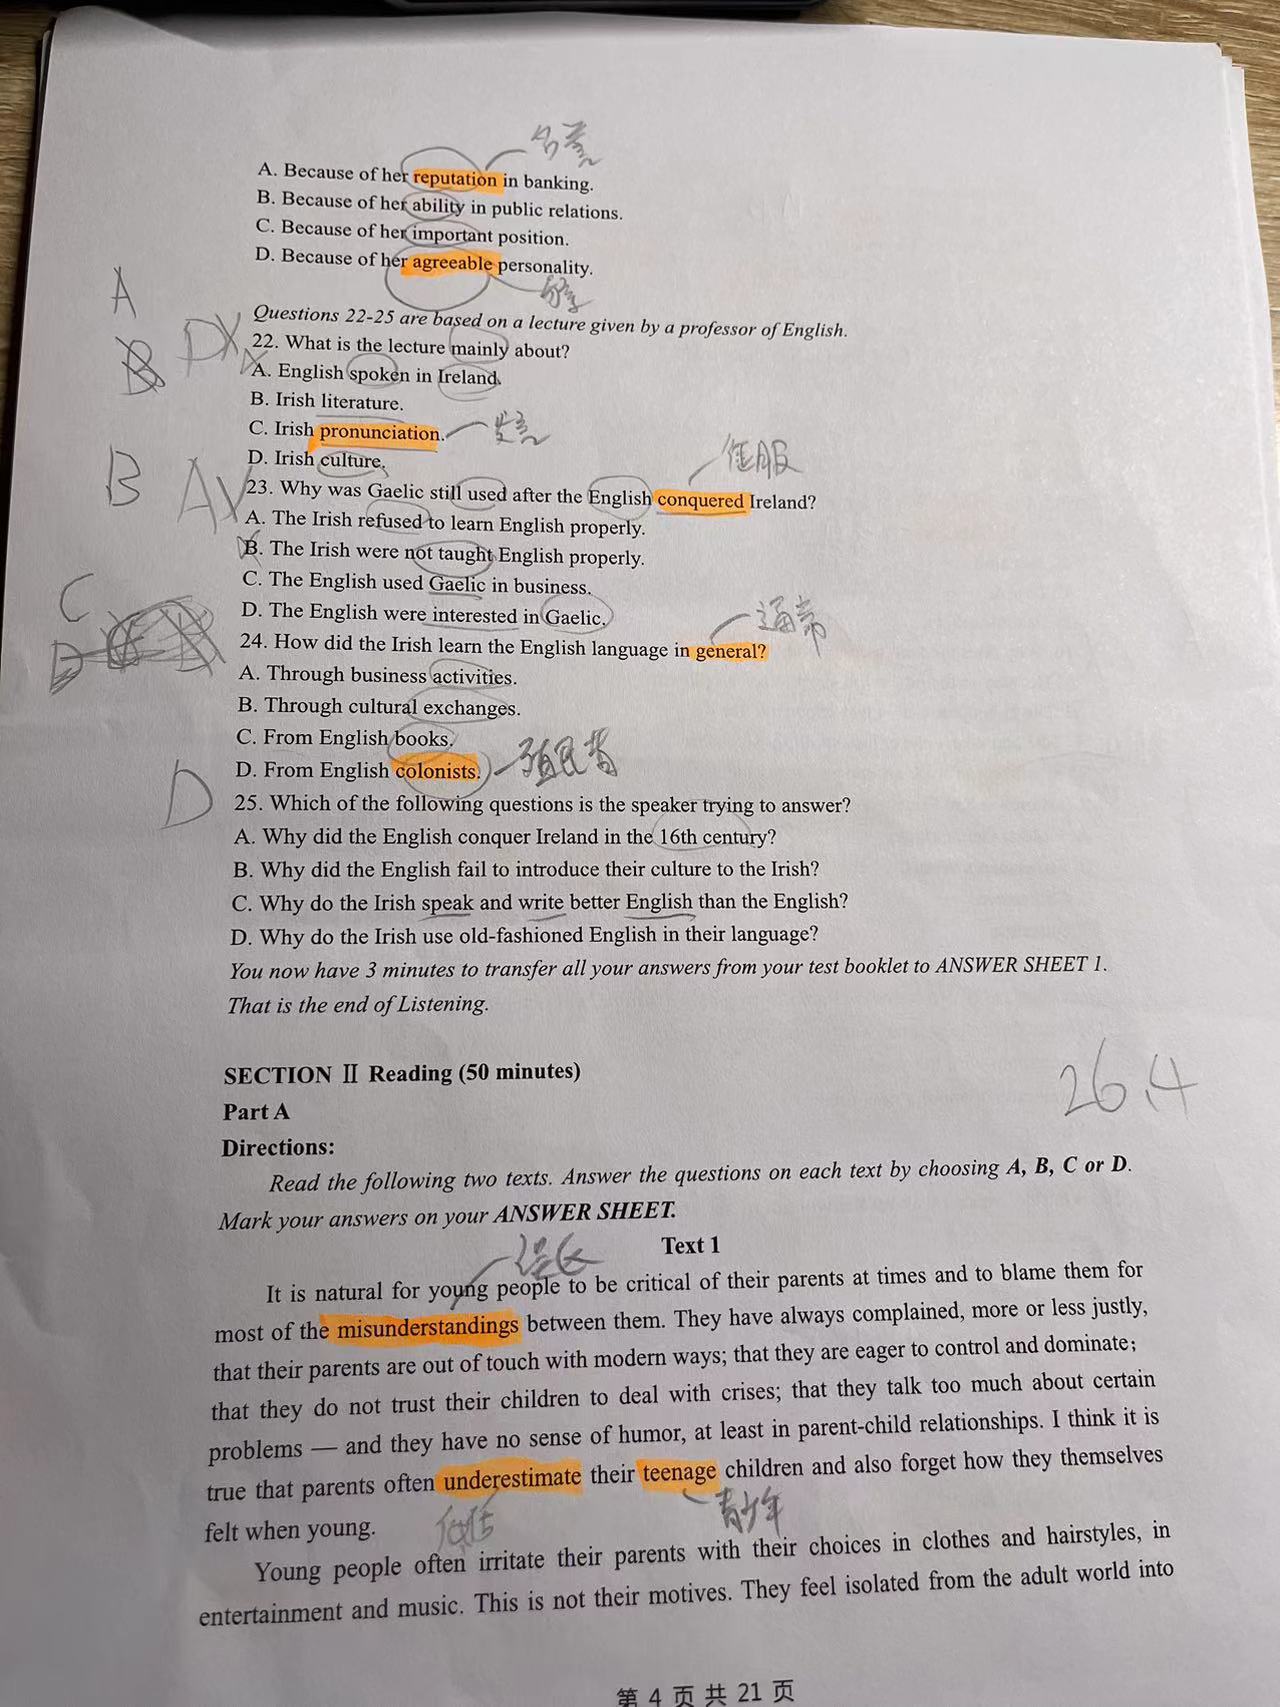 名誉
A. Because of her reputation in banking.
B. Because of her ability in public relations.
C. Because of her important position.
D. Because of her agreeable personality.
A
Questions 22-25 are based on a lecture given by a professor of English.
B DX
22. What is the lecture mainly about?
A. English spoken in Ireland.
B. Irish literature.
C. Irish pronunciation. 发音
D. Irish culture.
征服
B A
23. Why was Gaelic still used after the English conquered Ireland?
A. The Irish refused to learn English properly.
B. The Irish were not taught English properly.
C. The English used Gaelic in business.
C
D. The English were interested in Gaelic.
通常
D
24. How did the Irish learn the English language in general?
A. Through business activities.
B. Through cultural exchanges.
C. From English books.
D. From English colonists. 殖民者
D
25. Which of the following questions is the speaker trying to answer?
A. Why did the English conquer Ireland in the 16th century?
B. Why did the English fail to introduce their culture to the Irish?
C. Why do the Irish speak and write better English than the English?
D. Why do the Irish use old-fashioned English in their language?
You now have 3 minutes to transfer all your answers from your test booklet to ANSWER SHEET 1.
That is the end of Listening.
SECTION Ⅱ Reading (50 minutes)
26.4
Part A
Directions:
Read the following two texts. Answer the questions on each text by choosing A, B, C or D.
Mark your answers on your ANSWER SHEET.
Text 1
It is natural for young people to be critical of their parents at times and to blame them for
most of the misunderstandings between them. They have always complained, more or less justly,
that their parents are out of touch with modern ways; that they are eager to control and dominate;
that they do not trust their children to deal with crises; that they talk too much about certain
problems — and they have no sense of humor, at least in parent-child relationships. I think it is
true that parents often underestimate their teenage children and also forget how they themselves
felt when young.
青少年
Young people often irritate their parents with their choices in clothes and hairstyles, in
entertainment and music. This is not their motives. They feel isolated from the adult world into
第 4 页 共 21 页